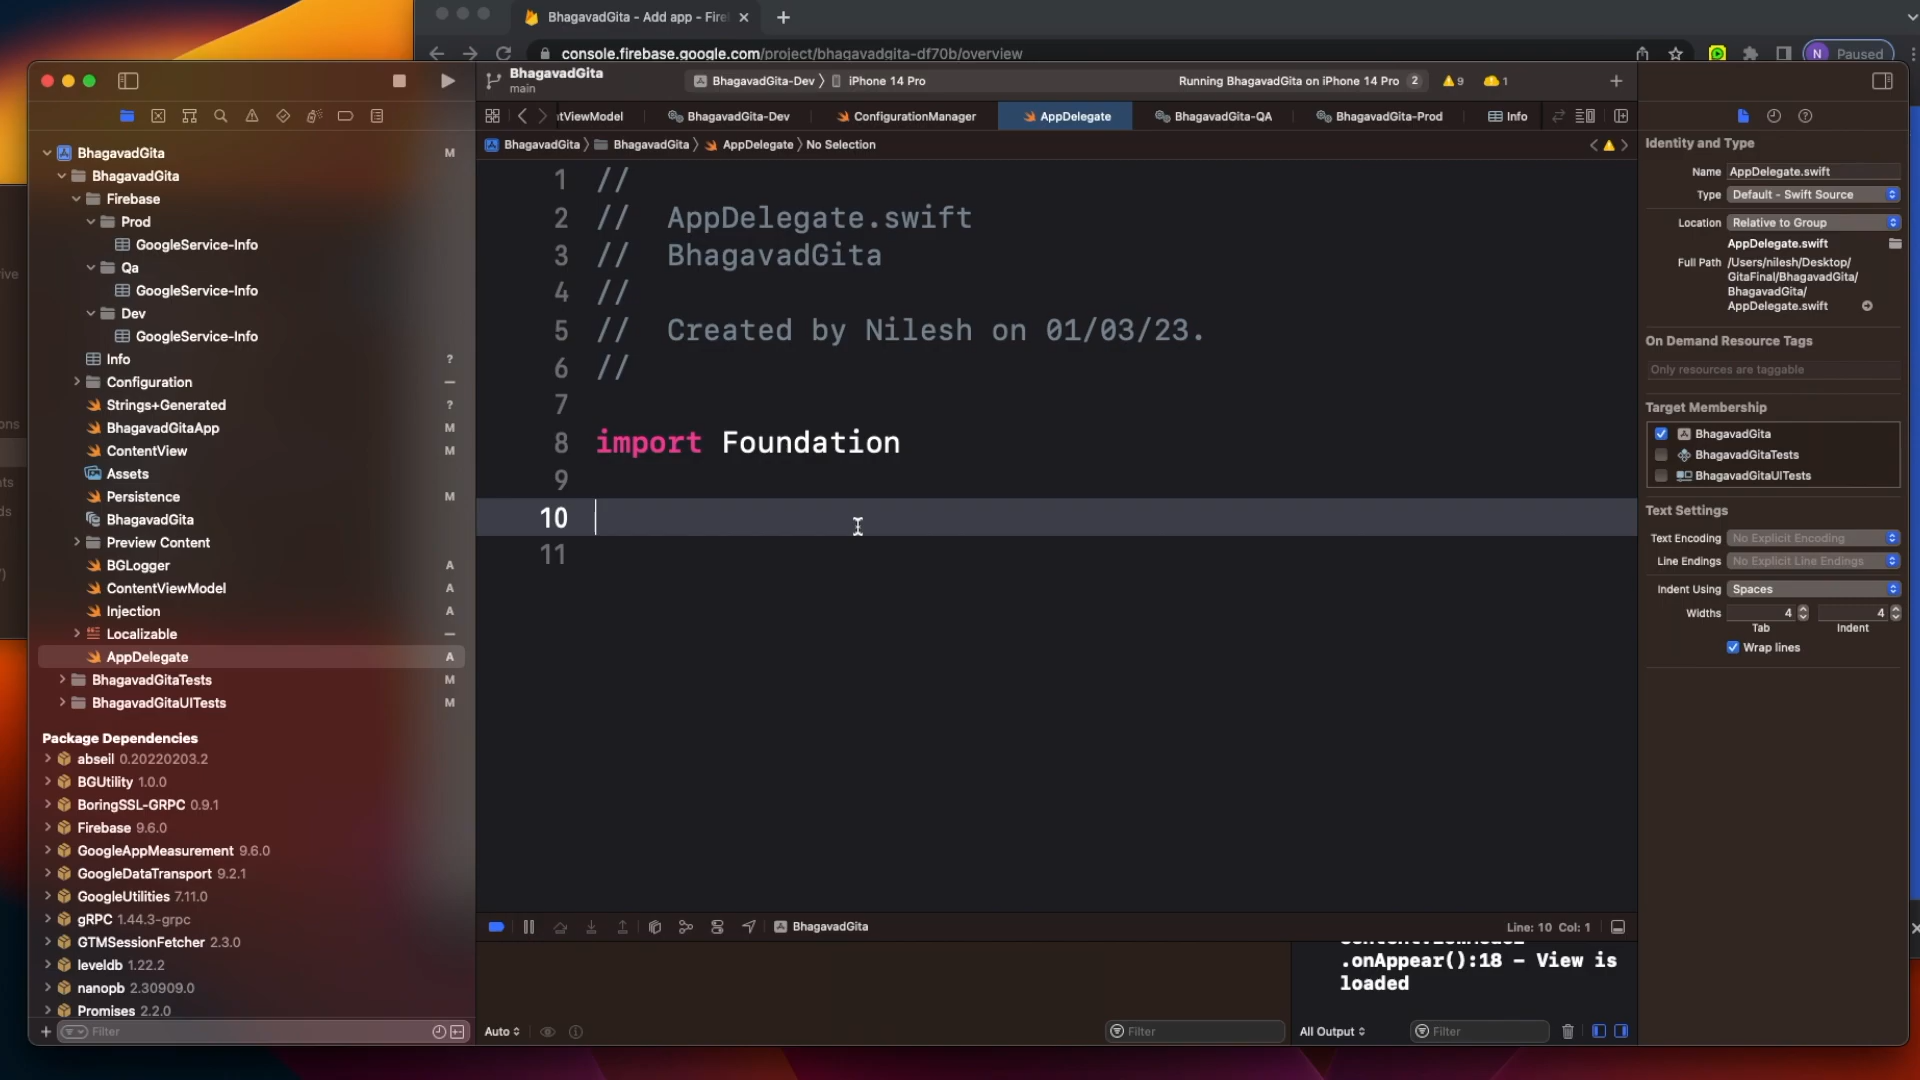 BhagavadGita - Add app - Fire
console.firebase.google.com/project/bhagavadgita-df70b/overview
N Paused
BhagavadGita
main
BhagavadGita-Dev
iPhone 14 Pro
Running BhagavadGita on iPhone 14 Pro 2
9
1
ntViewModel
BhagavadGita-Dev
ConfigurationManager
AppDelegate
BhagavadGita-QA
BhagavadGita-Prod
Info
BhagavadGita
BhagavadGita
AppDelegate
No Selection
BhagavadGita M
BhagavadGita
Firebase
Prod
GoogleService-Info
Qa
GoogleService-Info
Dev
GoogleService-Info
Info ?
Configuration
Strings+Generated ?
BhagavadGitaApp M
ContentView M
Assets
Persistence M
BhagavadGita
Preview Content
BGLogger A
ContentViewModel A
Injection A
Localizable
AppDelegate A
BhagavadGitaTests M
BhagavadGitaUITests M
Package Dependencies
abseil 0.20220203.2
BGUtility 1.0.0
BoringSSL-GRPC 0.9.1
Firebase 9.6.0
GoogleAppMeasurement 9.6.0
GoogleDataTransport 9.2.1
GoogleUtilities 7.11.0
gRPC 1.44.3-grpc
GTMSessionFetcher 2.3.0
leveldb 1.22.2
nanopb 2.30909.0
Promises 2.2.0
Filter
1 //
2 //  AppDelegate.swift
3 //  BhagavadGita
4 //
5 //  Created by Nilesh on 01/03/23.
6 //
7
8 import Foundation
9
10
11
BhagavadGita
Line: 10 Col: 1
.onAppear():18 – View is
loaded
Auto
Filter
All Output
Filter
Identity and Type
Name AppDelegate.swift
Type Default - Swift Source
Location Relative to Group
AppDelegate.swift
Full Path /Users/nilesh/Desktop/
GitaFinal/BhagavadGita/
BhagavadGita/
AppDelegate.swift
On Demand Resource Tags
Only resources are taggable
Target Membership
BhagavadGita
BhagavadGitaTests
BhagavadGitaUITests
Text Settings
Text Encoding No Explicit Encoding
Line Endings No Explicit Line Endings
Indent Using Spaces
Widths 4 4
Tab Indent
Wrap lines